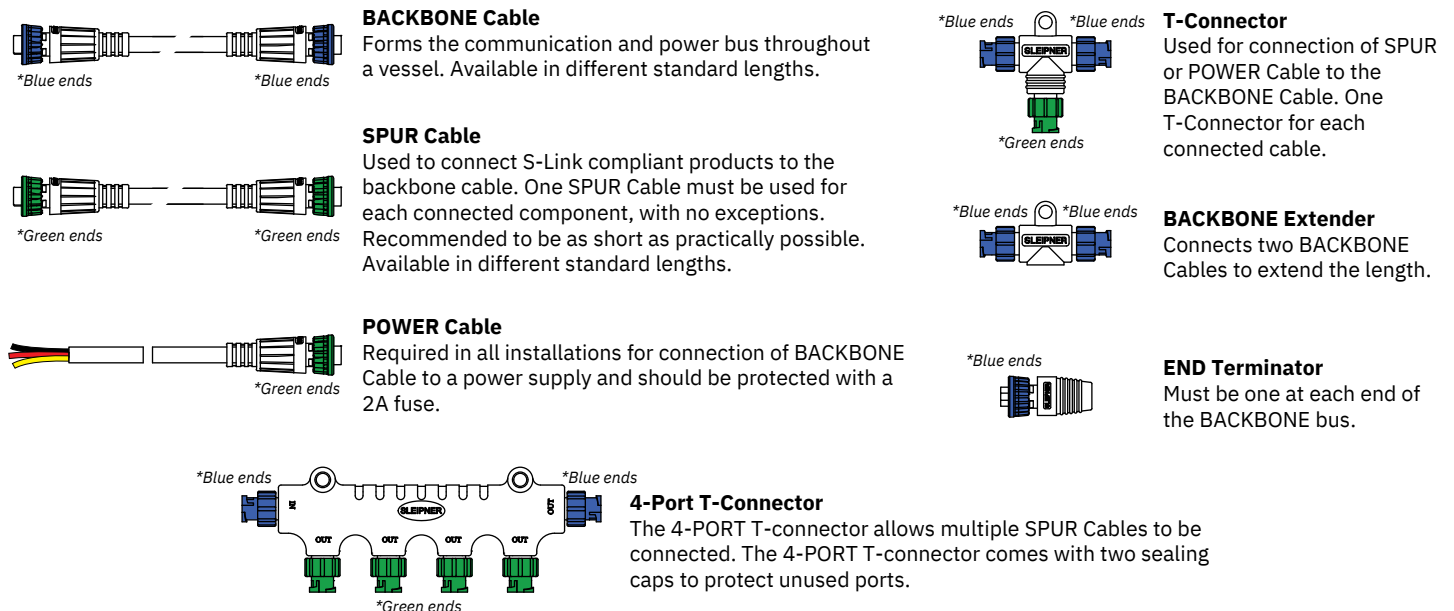 BACKBONE Cable
Forms the communication and power bus throughout
a vessel. Available in different standard lengths.
*Blue ends
*Blue ends
SPUR Cable
Used to connect S-Link compliant products to the
backbone cable. One SPUR Cable must be used for
each connected component, with no exceptions.
Recommended to be as short as practically possible.
Available in different standard lengths.
*Green ends
*Green ends
POWER Cable
Required in all installations for connection of BACKBONE
Cable to a power supply and should be protected with a
2A fuse.
*Green ends
*Blue ends
*Blue ends
SLEIPNER
*Green ends
T-Connector
Used for connection of SPUR
or POWER Cable to the
BACKBONE Cable. One
T-Connector for each
connected cable.
*Blue ends
*Blue ends
SLEIPNER
BACKBONE Extender
Connects two BACKBONE
Cables to extend the length.
*Blue ends
SLEIPNER
END Terminator
Must be one at each end of
the BACKBONE bus.
*Blue ends
*Blue ends
IN
SLEIPNER
OUT
OUT
OUT
OUT
OUT
*Green ends
4-Port T-Connector
The 4-PORT T-connector allows multiple SPUR Cables to be
connected. The 4-PORT T-connector comes with two sealing
caps to protect unused ports.